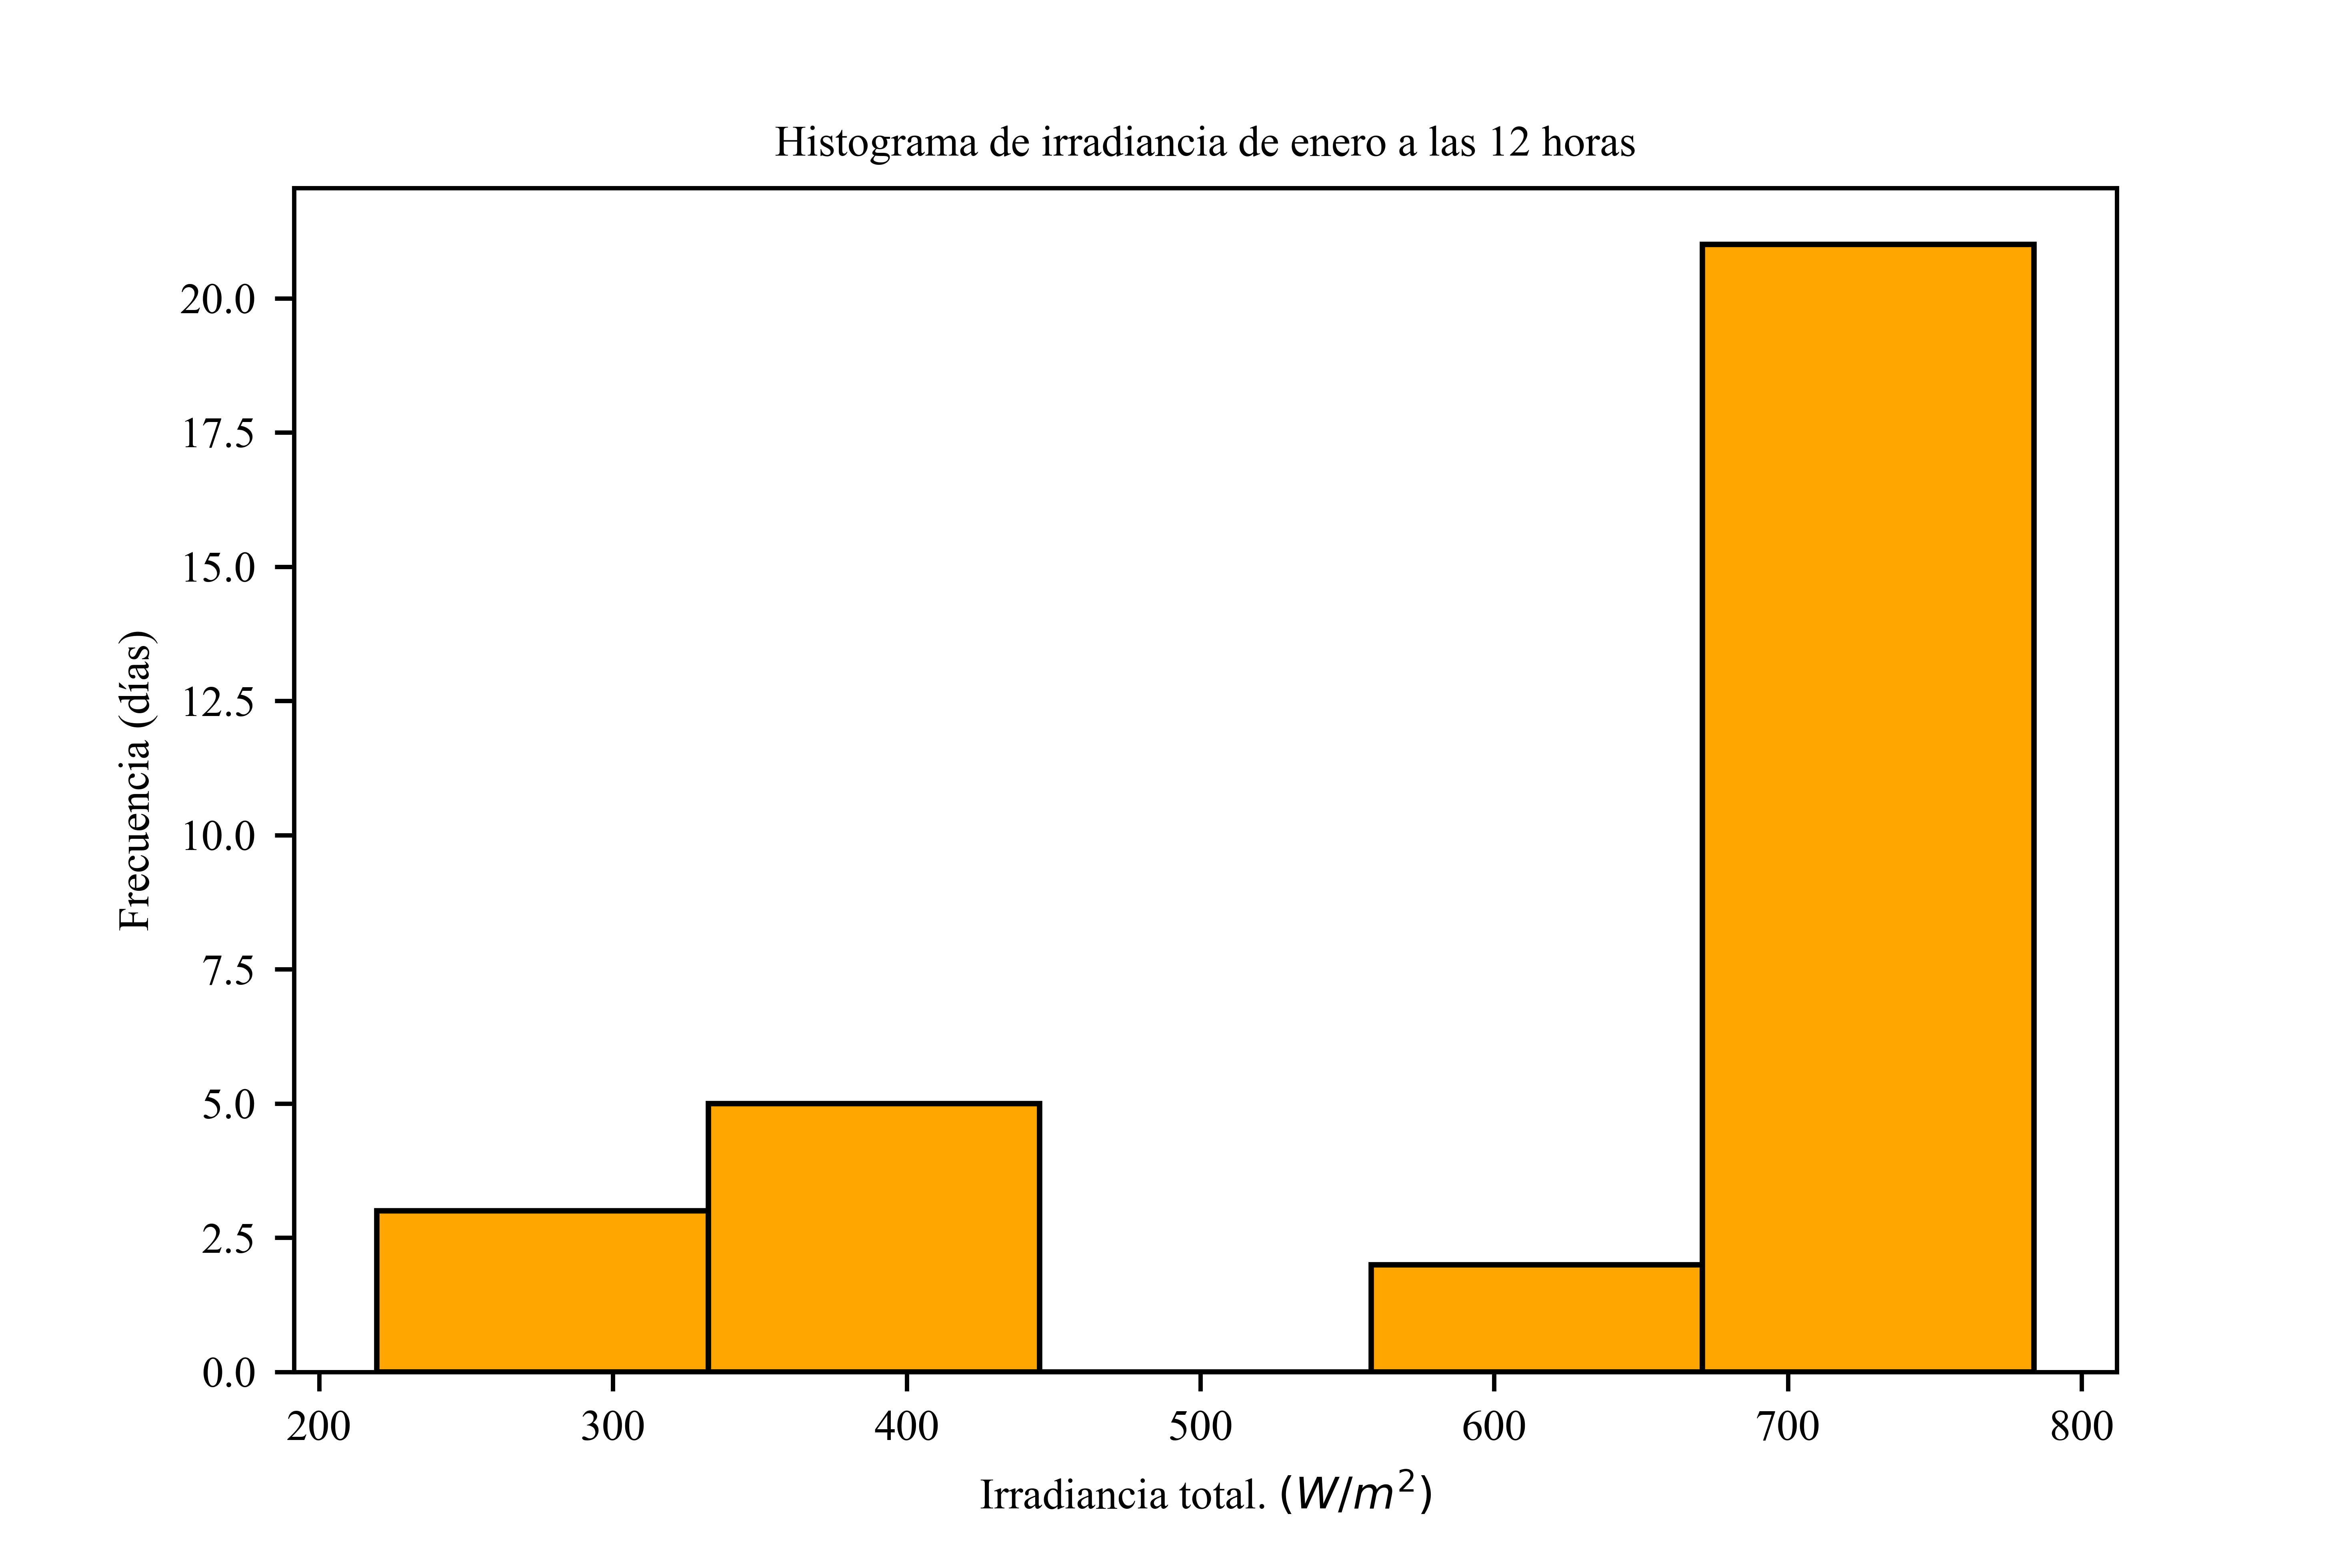 Histograma de irradiancia de enero a las 12 horas
20.0
17.5
15.0
12.5
10.0
7.5
5.0
2.5
0.0
Frecuencia (días)
200 300 400 500 600 700 800
Irradiancia total. (W/m²)